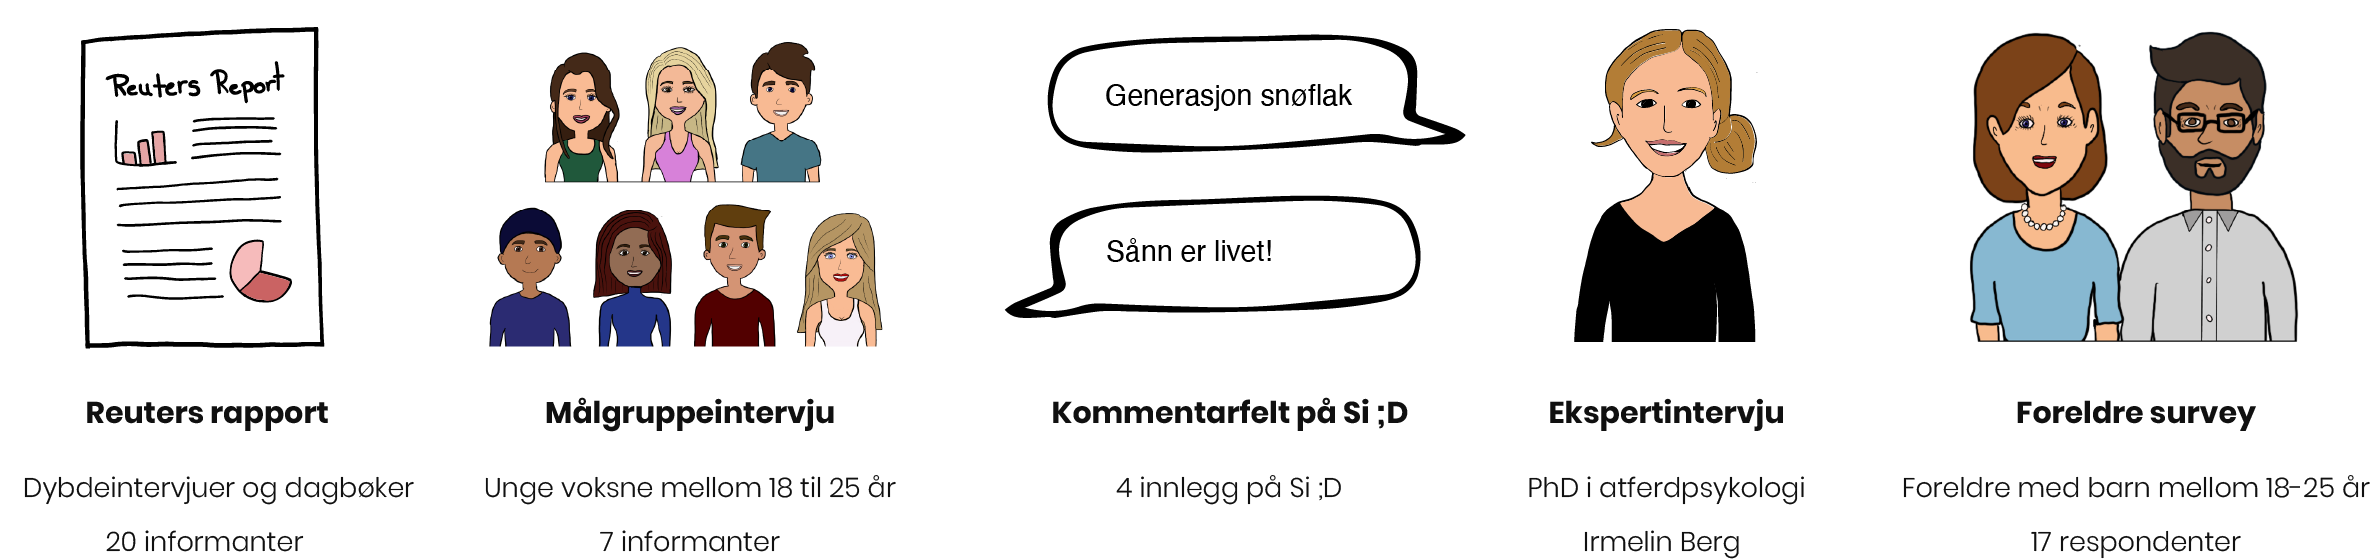 Reuters Report
Generasjon snøflak
Sånn er livet!
Reuters rapport
Dybdeintervjuer og dagbøker
20 informanter
Målgruppeintervju
Unge voksne mellom 18 til 25 år
7 informanter
Kommentarfelt på Si ;D
4 innlegg på Si ;D
Ekspertintervju
PhD i atferdpsykologi
Irmelin Berg
Foreldre survey
Foreldre med barn mellom 18-25 år
17 respondenter